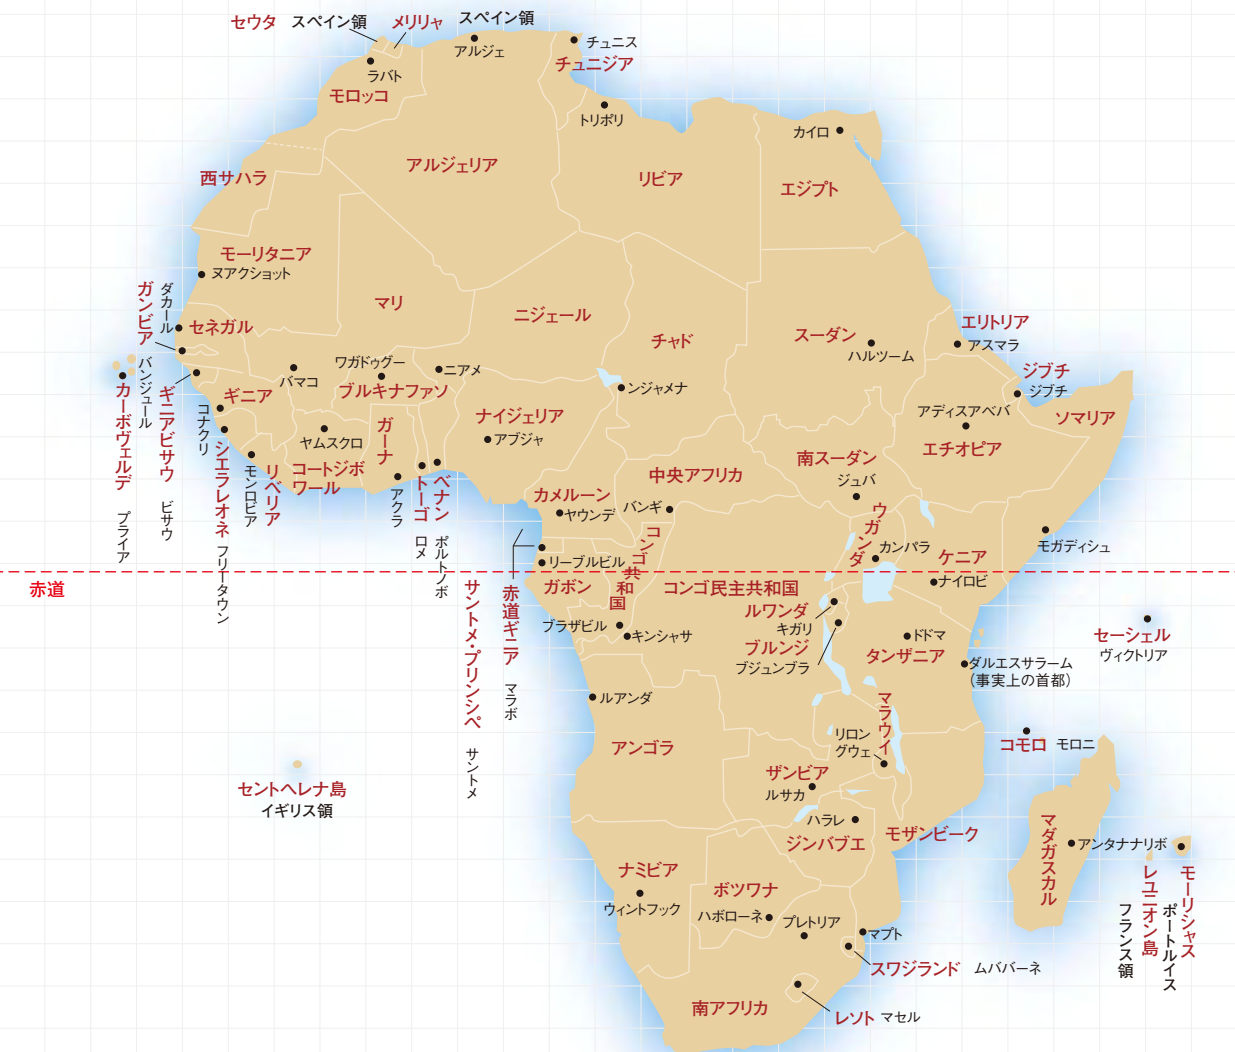 セウタ スペイン領
メリリャ スペイン領
アルジェ
チュニス
チュニジア
ラバト
モロッコ
トリポリ
カイロ
アルジェリア
西サハラ
リビア
エジプト
モーリタニア
ヌアクショット
ガンビア
ダカール
セネガル
マリ
ニジェール
チャド
スーダン
ハルツーム
エリトリア
アスマラ
バンジュール
バマコ
ワガドゥグー
ブルキナファソ
ニアメ
ンジャメナ
ジブチ
ジブチ
カーボヴェルデ プライア
ギニアビサウ ビサウ
コナクリ
ギニア
ガーナ
ナイジェリア
アブジャ
アディスアベバ
ソマリア
エチオピア
シエラレオネ フリータウン
モンロビア
リベリア
ヤムスクロ
コートジボ
ワール
アクラ
トーゴ ロメ
ベナン ポルトノボ
カメルーン
ヤウンデ
中央アフリカ
バンギ
南スーダン
ジュバ
ウガンダ
カンパラ
ケニア
モガディシュ
リーブルビル
コンゴ共和国
赤道
ガボン
コンゴ民主共和国
ナイロビ
ルワンダ
キガリ
サントメ・プリンシペ サントメ
赤道ギニア マラボ
ブラザビル
キンシャサ
ブルンジ
ブジュンブラ
ドドマ
タンザニア
ダルエスサラーム
(事実上の首都)
セーシェル
ヴィクトリア
ルアンダ
アンゴラ
マラウイ
リロン
グウェ
コモロ モロニ
セントヘレナ島
イギリス領
ザンビア
ルサカ
ハラレ
ジンバブエ
モザンビーク
マダガスカル
アンタナナリボ
レユニオン島
フランス領
モーリシャス
ポートルイス
ナミビア
ウィントフック
ボツワナ
ハボローネ
プレトリア
マプト
スワジランド ムババーネ
南アフリカ
レソト マセル